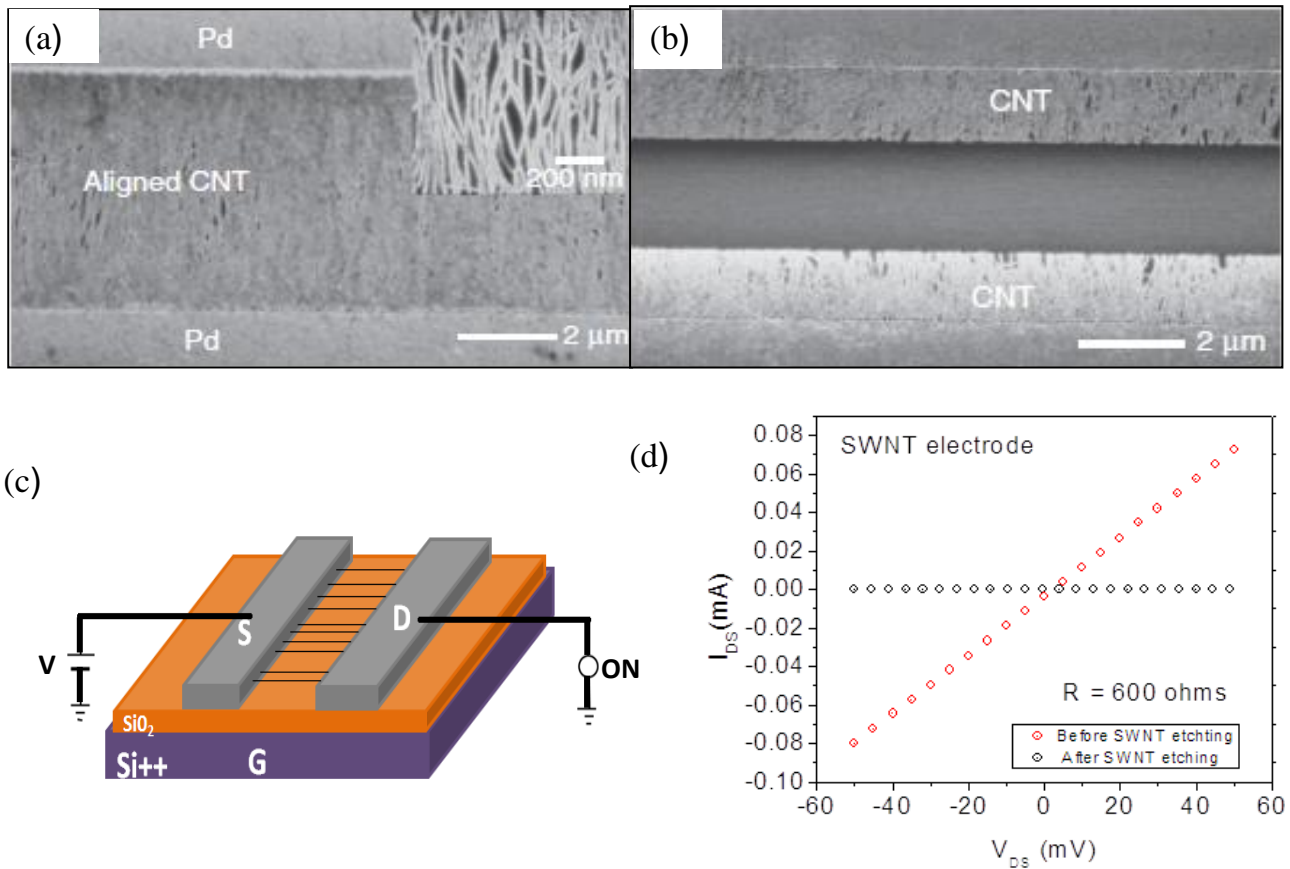 (a)
Pd
200 nm
Aligned CNT
Pd
2 μm
(b)
CNT
CNT
2 μm
(c)
S
D
V
ON
SiO2
Si++
G
(d)
SWNT electrode
0.08
0.06
0.04
0.02
0.00
-0.02
-0.04
-0.06
-0.08
-0.10
IDS(mA)
R = 600 ohms
Before SWNT etchting
After SWNT etching
-60 -40 -20 0 20 40 60
VDS (mV)